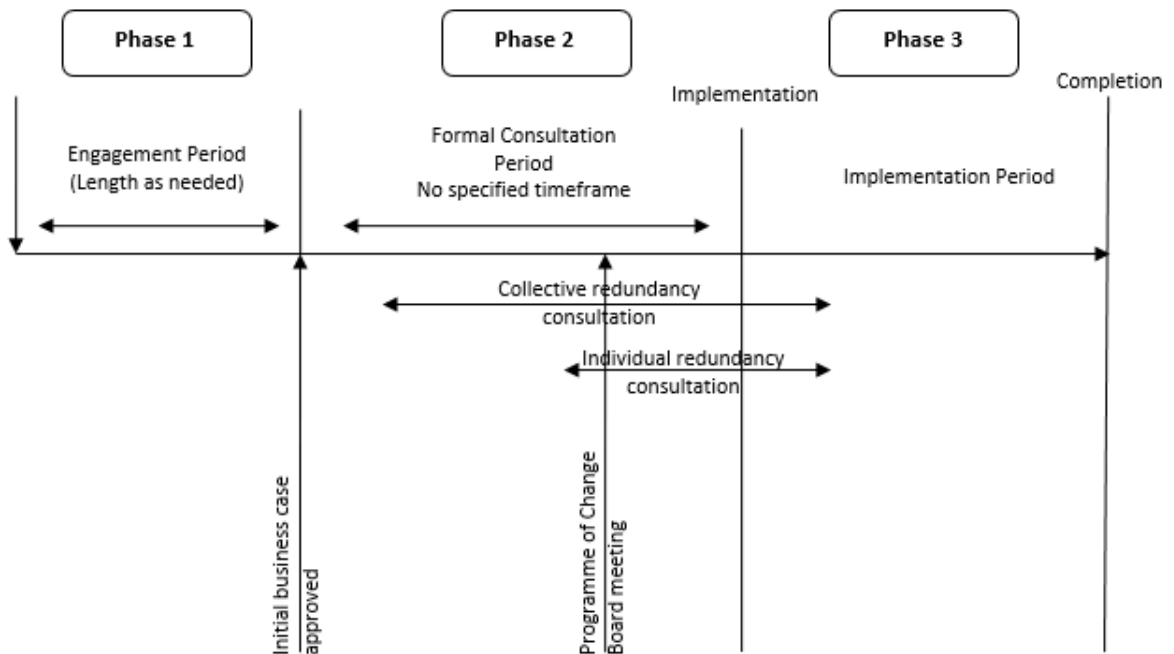 Phase 1
Phase 2
Phase 3
Implementation
Completion
Engagement Period
(Length as needed)
Formal Consultation
Period
No specified timeframe
Implementation Period
Collective redundancy
consultation
Individual redundancy
consultation
Initial business case
approved
Programme of Change
Board meeting